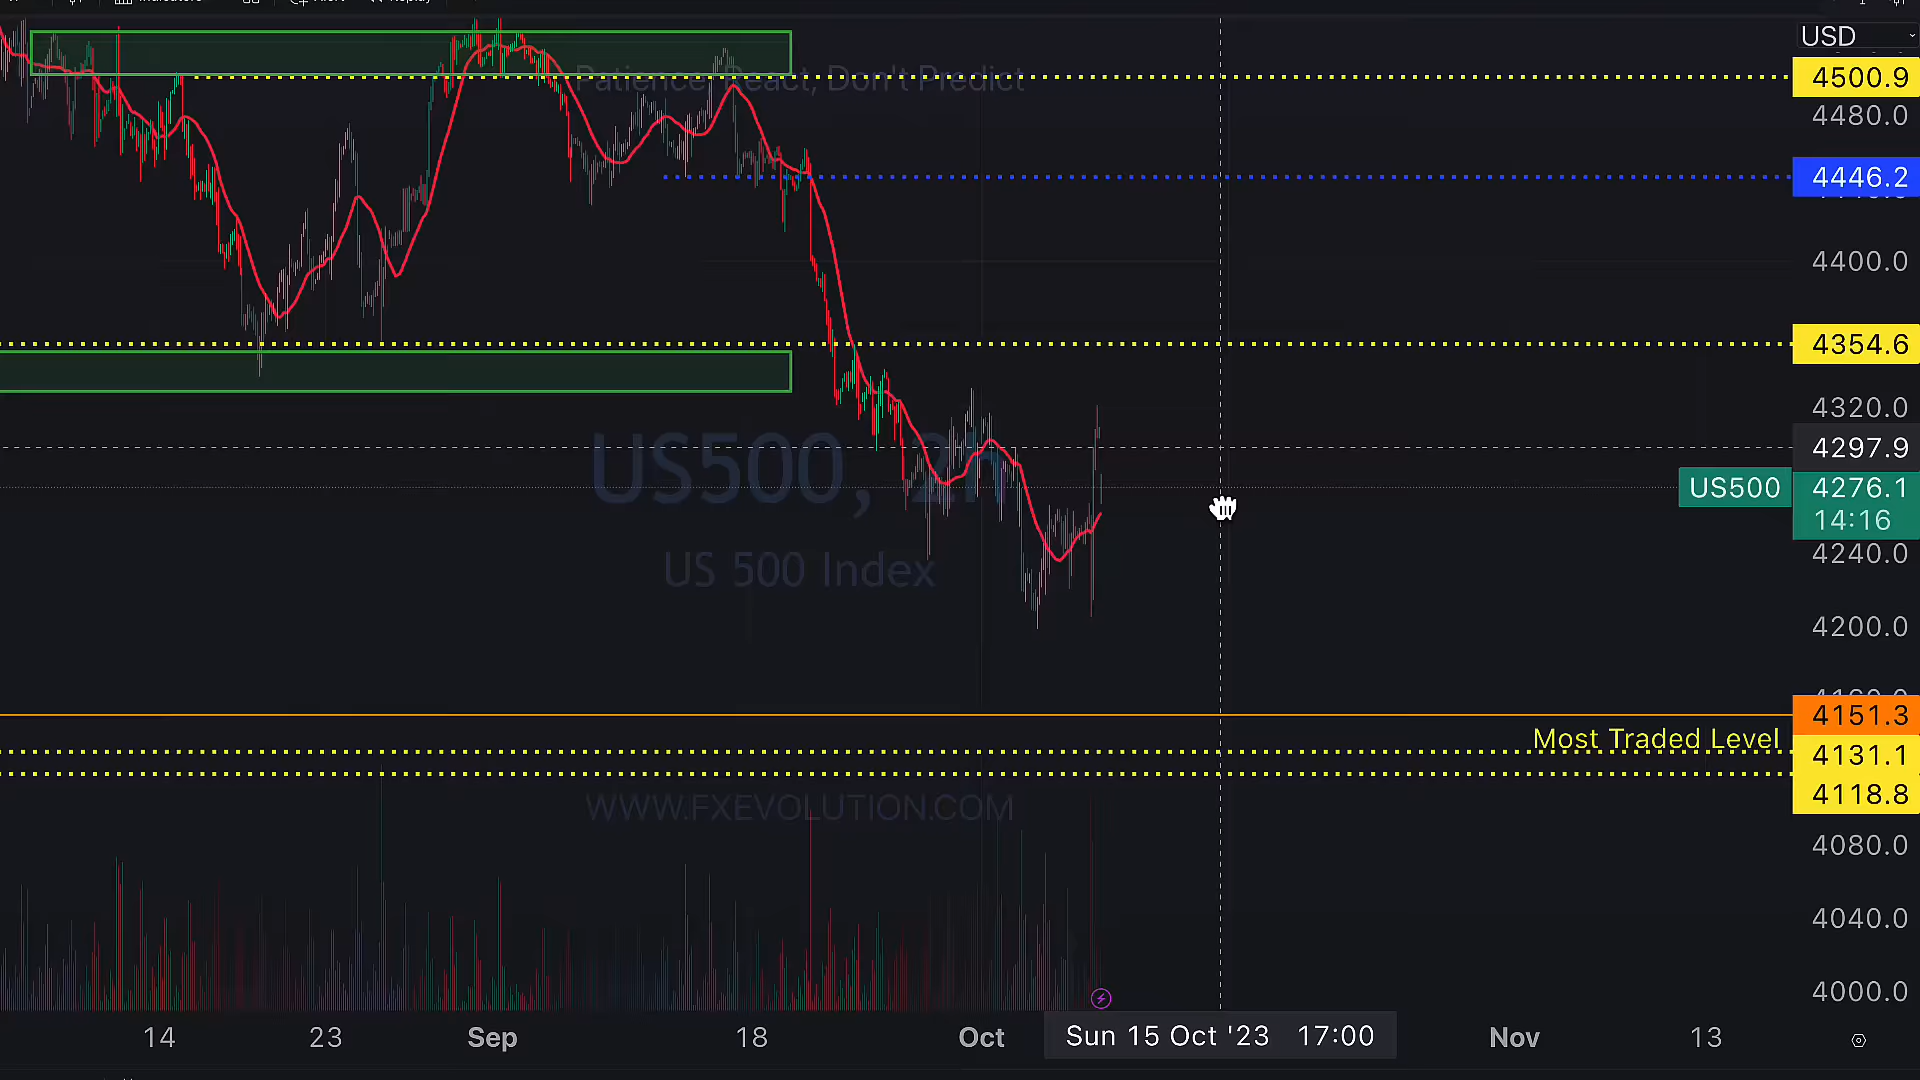 Indicators Alert Replay
USD
4500.9
Patience React, Don't Predict
4480.0
4446.2
4400.0
4354.6
4320.0
4297.9
US500, 2h
US500 4276.1
14:16
4240.0
US 500 Index
4200.0
4151.3
Most Traded Level
4131.1
4118.8
WWW.FXEVOLUTION.COM
4080.0
4040.0
4000.0
14 23 Sep 18 Oct Sun 15 Oct '23 17:00 Nov 13